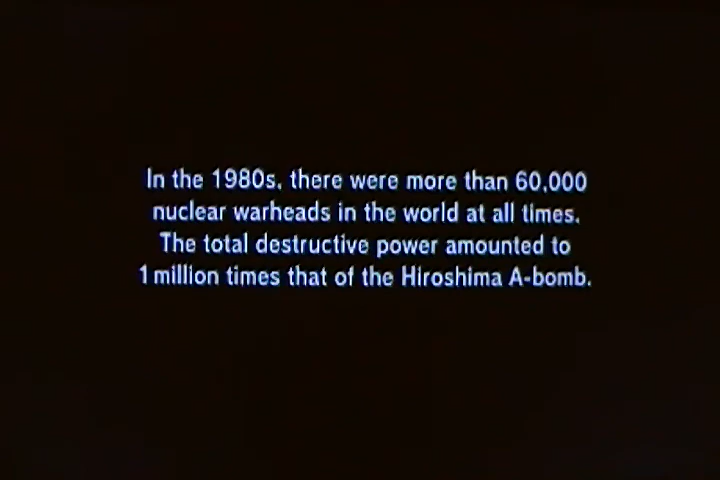 In the 1980s, there were more than 60,000
nuclear warheads in the world at all times.
The total destructive power amounted to
1 million times that of the Hiroshima A-bomb.